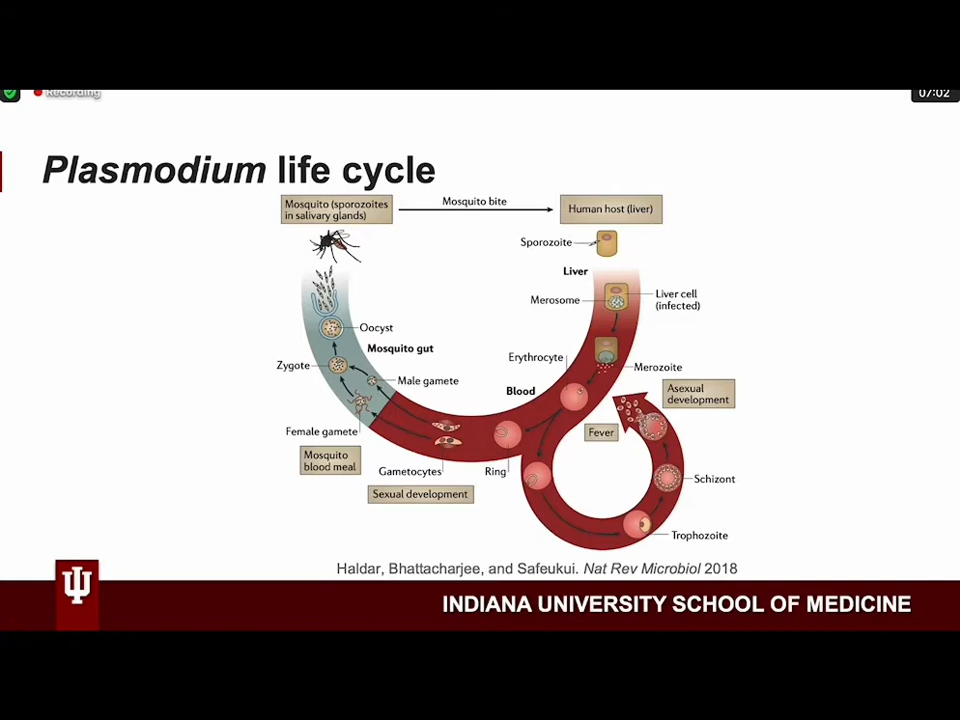 Recording
07:02
Plasmodium life cycle
Mosquito (sporozoites
in salivary glands)
Mosquito bite
Human host (liver)
Sporozoite
Liver
Merosome
Liver cell
(infected)
Oocyst
Mosquito gut
Zygote
Erythrocyte
Merozoite
Male gamete
Blood
Asexual
development
Female gamete
Fever
Mosquito
blood meal
Gametocytes
Ring
Schizont
Sexual development
Trophozoite
Haldar, Bhattacharjee, and Safeukui. Nat Rev Microbiol 2018
INDIANA UNIVERSITY SCHOOL OF MEDICINE